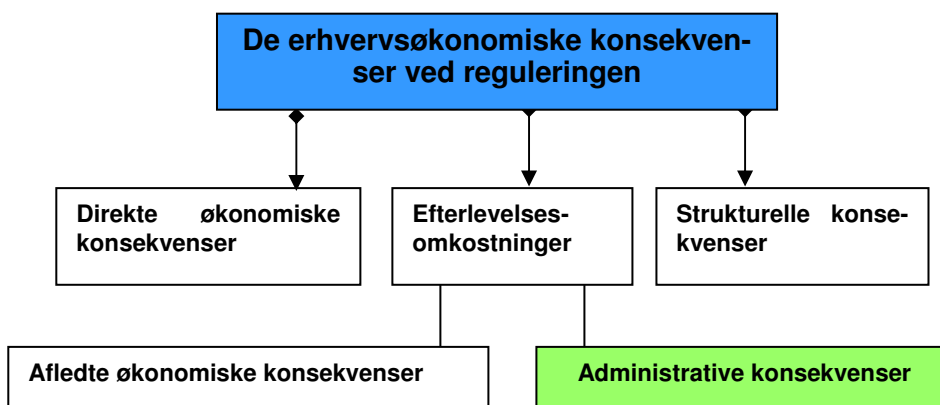 De erhvervsøkonomiske konsekven-
ser ved reguleringen
Direkte økonomiske
konsekvenser
Efterlevelses-
omkostninger
Strukturelle konse-
kvenser
Afledte økonomiske konsekvenser
Administrative konsekvenser